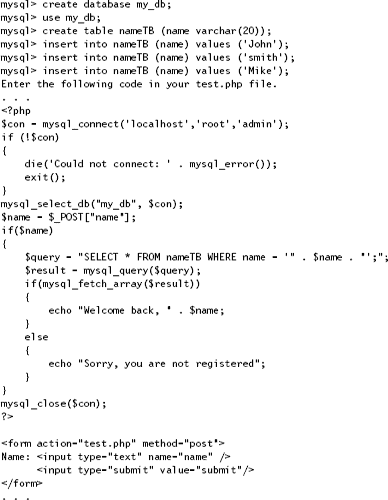 mysql> create database my_db;
mysql> use my_db;
mysql> create table nameTB (name varchar(20));
mysql> insert into nameTB (name) values ('John');
mysql> insert into nameTB (name) values ('smith');
mysql> insert into nameTB (name) values ('Mike');
Enter the following code in your test.php file.
. . .
<?php
$con = mysql_connect('localhost','root','admin');
if (!$con)
{
    die('Could not connect: ' . mysql_error());
    exit();
}
mysql_select_db("my_db", $con);
$name = $_POST["name"];
if($name)
{
    $query = "SELECT * FROM nameTB WHERE name = '" . $name . "';";
    $result = mysql_query($query);
    if(mysql_fetch_array($result))
    {
        echo "Welcome back, " . $name;
    }
    else
    {
        echo "Sorry, you are not registered";
    }
}
mysql_close($con);
?>

<form action="test.php" method="post">
Name: <input type="text" name="name" />
      <input type="submit" value="submit"/>
</form>
. . .